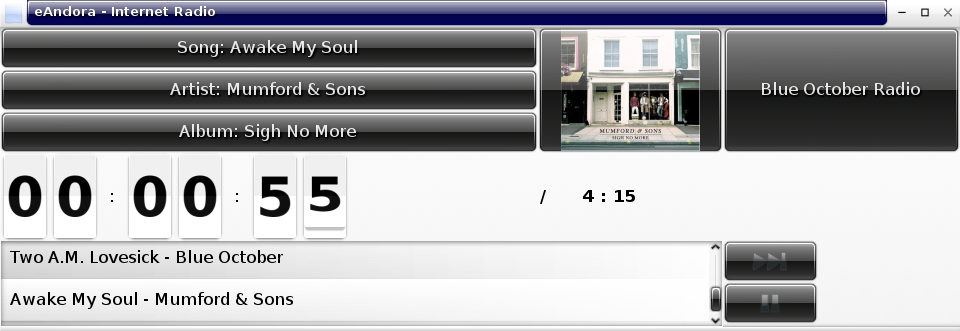 eAndora - Internet Radio
Song: Awake My Soul
Artist: Mumford & Sons
Album: Sigh No More
MUMFORD & SONS
SIGH NO MORE
Blue October Radio
00 : 00 : 55 / 4 : 15
Two A.M. Lovesick - Blue October
Awake My Soul - Mumford & Sons